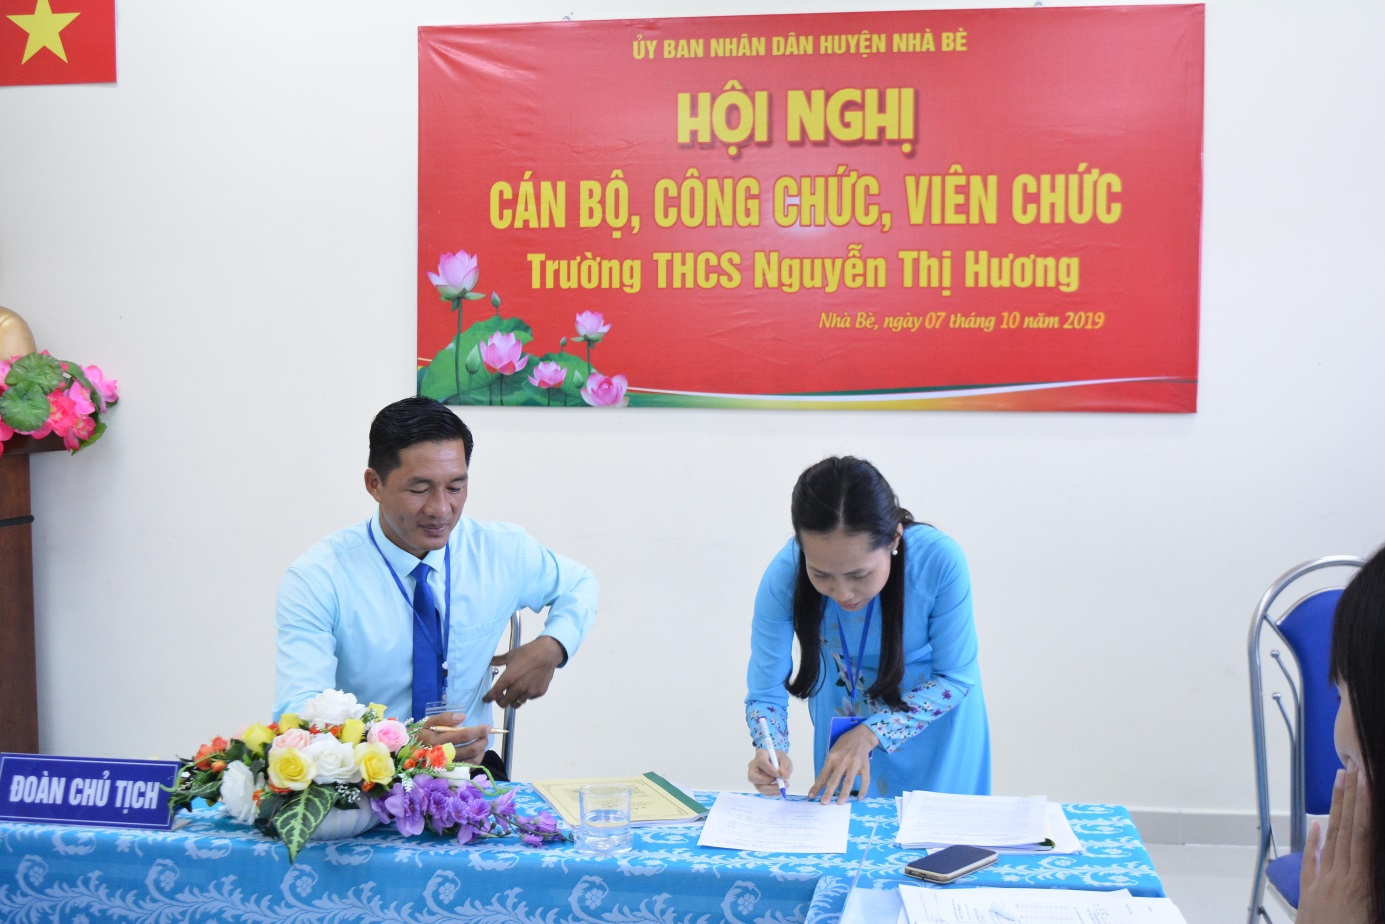 ỦY BAN NHÂN DÂN HUYỆN NHÀ BÈ
HỘI NGHỊ
CÁN BỘ, CÔNG CHỨC, VIÊN CHỨC
Trường THCS Nguyễn Thị Hương
Nhà Bè, ngày 07 tháng 10 năm 2019
ĐOÀN CHỦ TỊCH